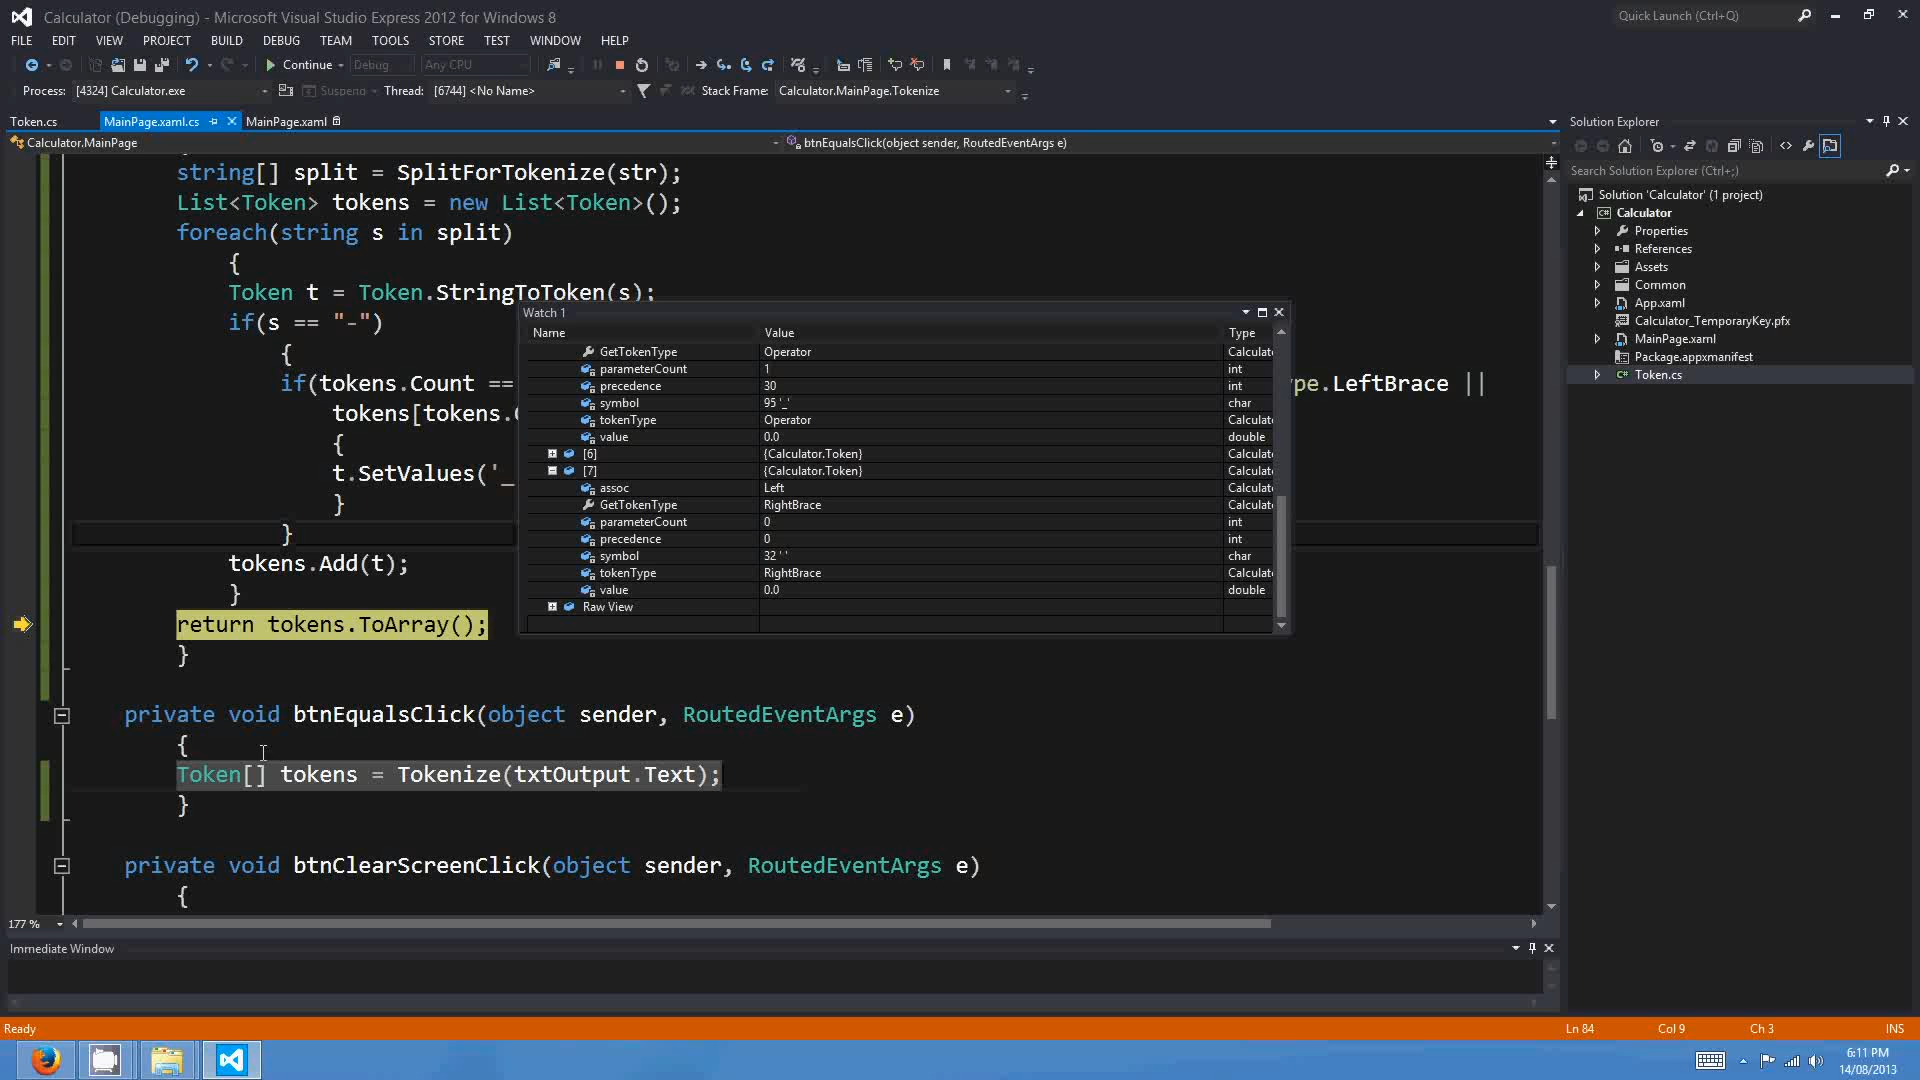 Calculator (Debugging) - Microsoft Visual Studio Express 2012 for Windows 8
Quick Launch (Ctrl+Q)
FILE EDIT VIEW PROJECT BUILD DEBUG TEAM TOOLS STORE TEST WINDOW HELP
Continue Debug Any CPU
Process: [4324] Calculator.exe Suspend Thread: [6744] <No Name> Stack Frame: Calculator.MainPage.Tokenize
Token.cs MainPage.xaml.cs MainPage.xaml
Calculator.MainPage btnEqualsClick(object sender, RoutedEventArgs e)
string[] split = SplitForTokenize(str);
List<Token> tokens = new List<Token>();
foreach(string s in split)
{
Token t = Token.StringToToken(s);
if(s == "-")
{
if(tokens.Count == ype.LeftBrace ||
tokens[tokens.
{
t.SetValues('_
}
}
tokens.Add(t);
}
return tokens.ToArray();
}
private void btnEqualsClick(object sender, RoutedEventArgs e)
{
Token[] tokens = Tokenize(txtOutput.Text);
}
private void btnClearScreenClick(object sender, RoutedEventArgs e)
{
177 %
Watch 1
Name Value Type
GetTokenType Operator Calculat
parameterCount 1 int
precedence 30 int
symbol 95 '_' char
tokenType Operator Calculat
value 0.0 double
[6] {Calculator.Token} Calculat
[7] {Calculator.Token} Calculat
assoc Left Calculat
GetTokenType RightBrace Calculat
parameterCount 0 int
precedence 0 int
symbol 32 ' ' char
tokenType RightBrace Calculat
value 0.0 double
Raw View
Solution Explorer
Search Solution Explorer (Ctrl+;)
Solution 'Calculator' (1 project)
C# Calculator
Properties
References
Assets
Common
App.xaml
Calculator_TemporaryKey.pfx
MainPage.xaml
Package.appxmanifest
C# Token.cs
Immediate Window
Ready Ln 84 Col 9 Ch 3 INS
6:11 PM
14/08/2013